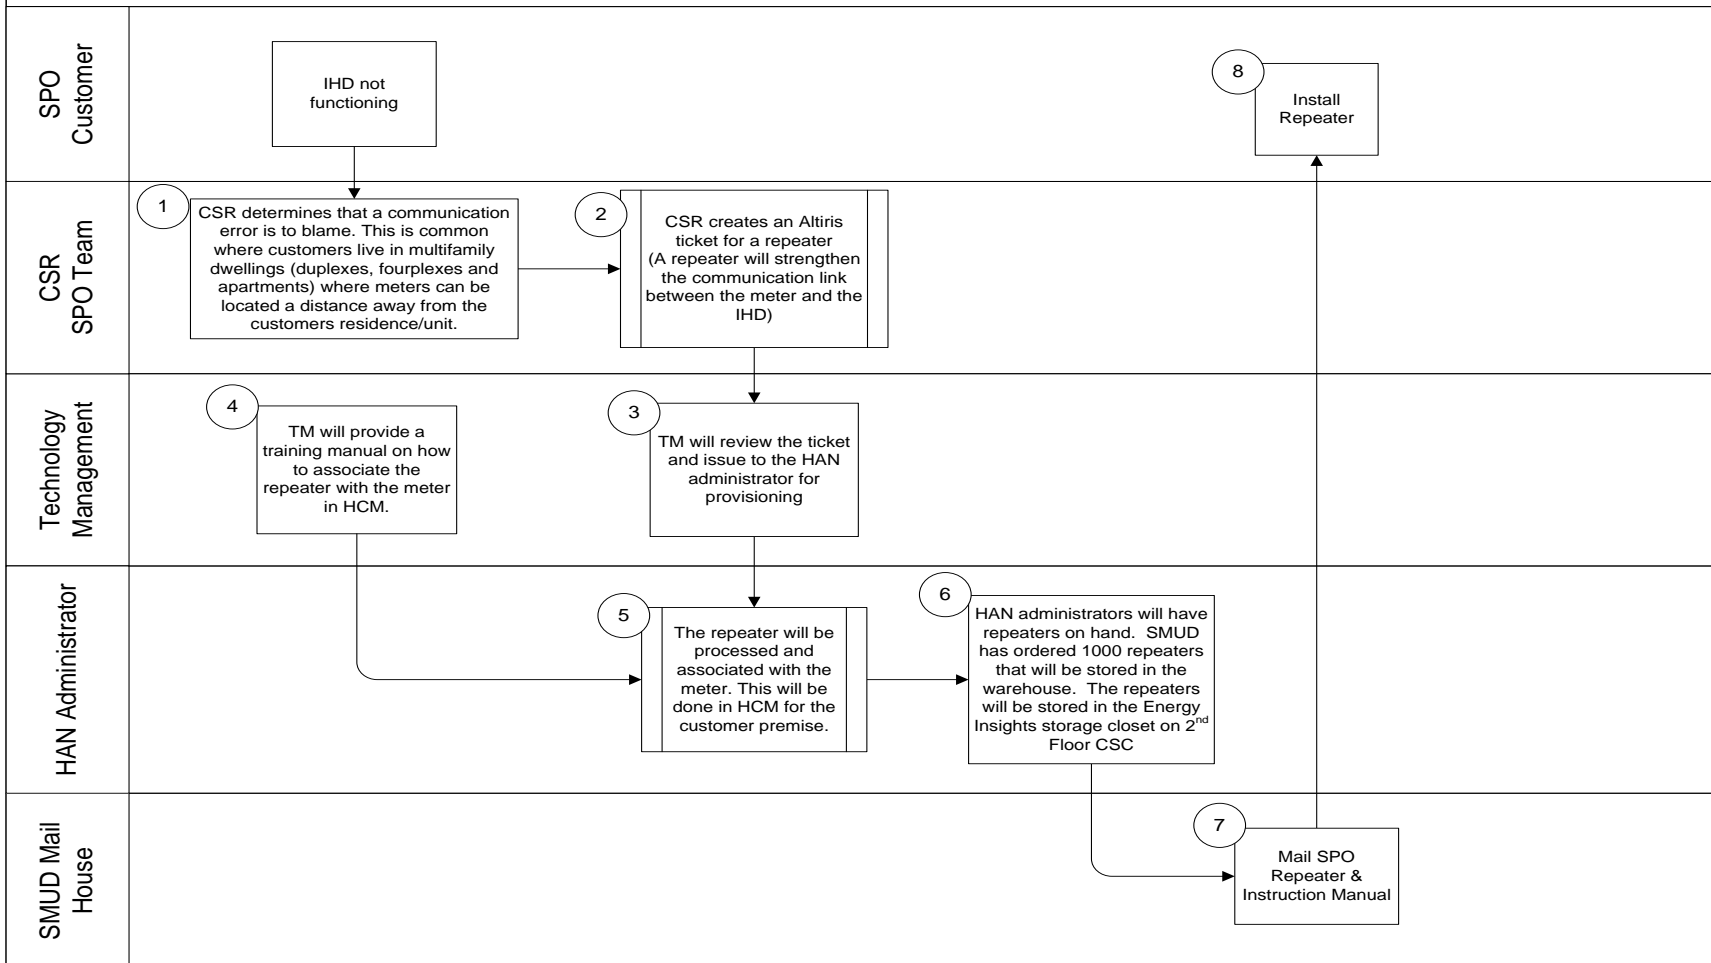 SPO
Customer
IHD not
functioning
8
Install
Repeater
CSR
SPO Team
1
CSR determines that a communication
error is to blame. This is common
where customers live in multifamily
dwellings (duplexes, fourplexes and
apartments) where meters can be
located a distance away from the
customers residence/unit.
2
CSR creates an Altiris
ticket for a repeater
(A repeater will strengthen
the communication link
between the meter and the
IHD)
Technology
Management
4
TM will provide a
training manual on how
to associate the
repeater with the meter
in HCM.
3
TM will review the ticket
and issue to the HAN
administrator for
provisioning
HAN Administrator
5
The repeater will be
processed and
associated with the
meter. This will be
done in HCM for the
customer premise.
6
HAN administrators will have
repeaters on hand.  SMUD
has ordered 1000 repeaters
that will be stored in the
warehouse.  The repeaters
will be stored in the Energy
Insights storage closet on 2nd
Floor CSC
SMUD Mail
House
7
Mail SPO
Repeater &
Instruction Manual